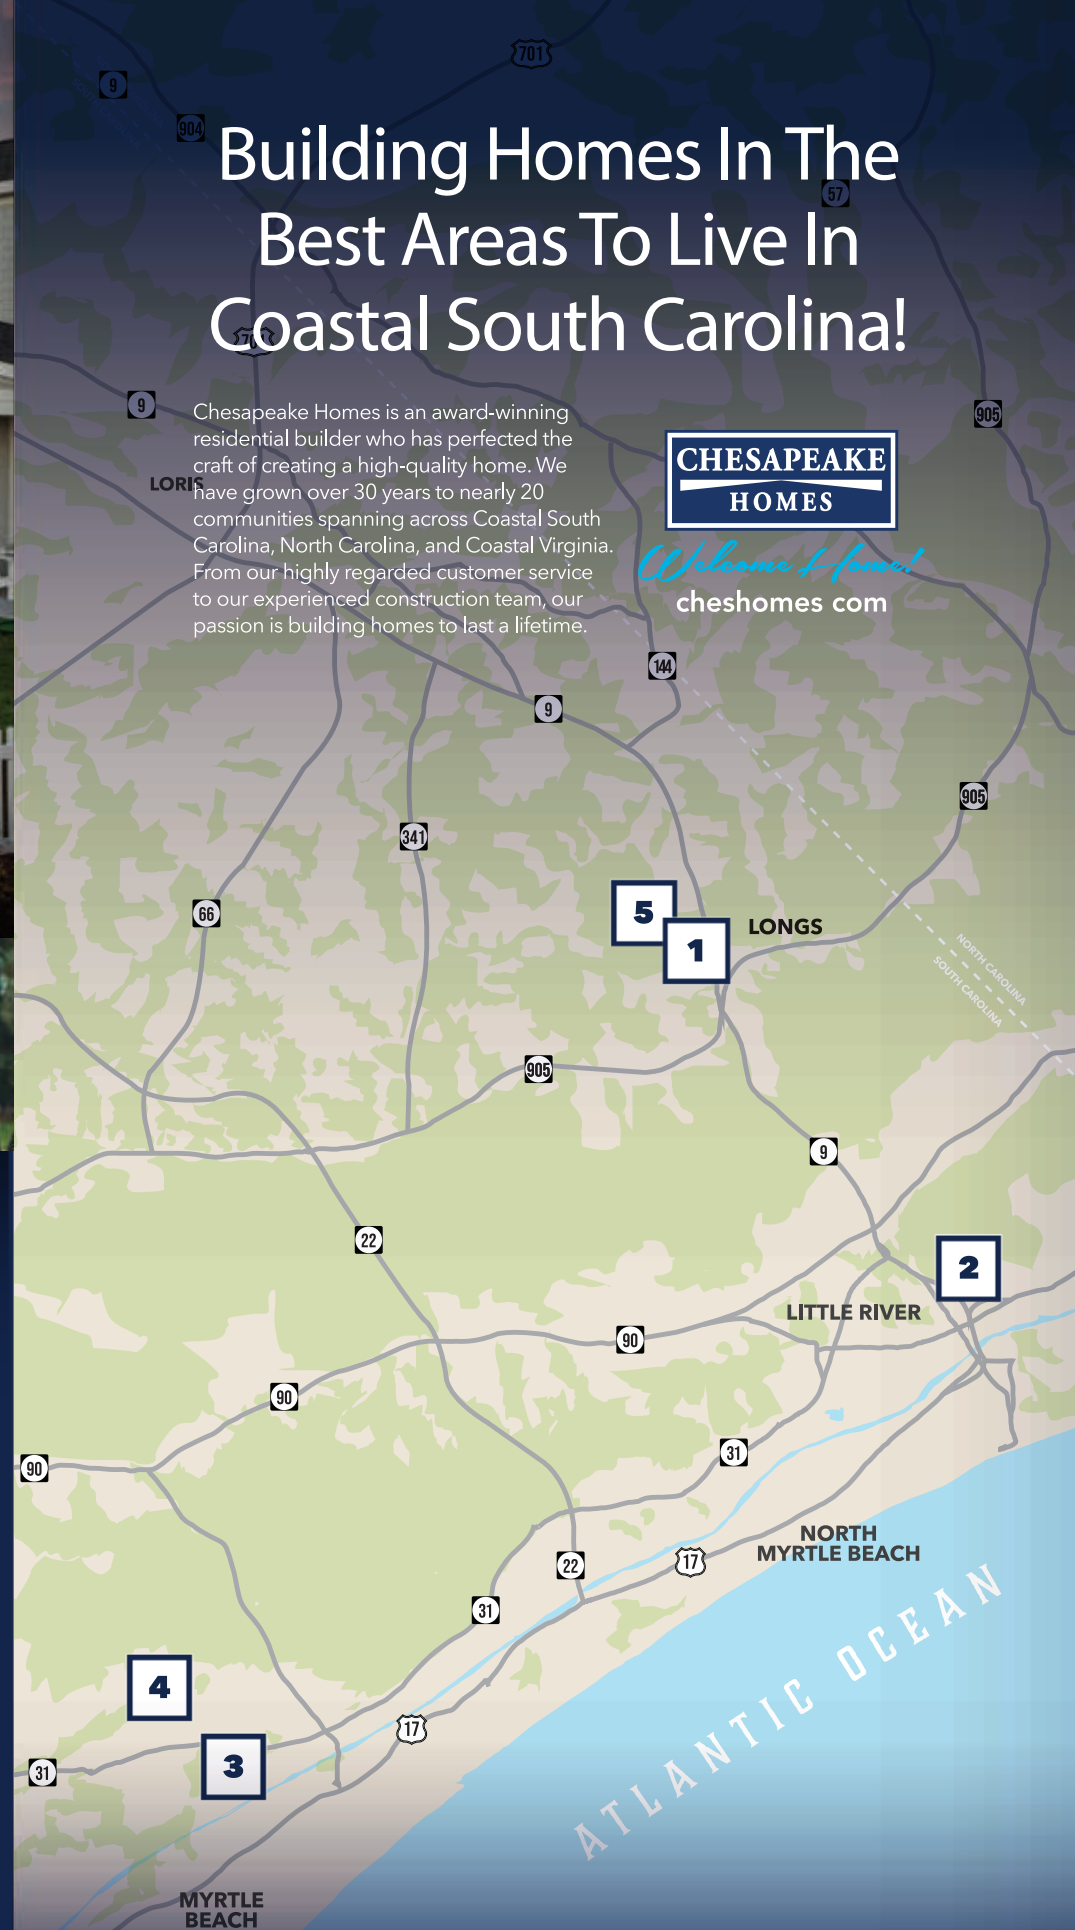 701
9
904
Building Homes In The
57
Best Areas To Live In
Coastal South Carolina!
701
9
905
Chesapeake Homes is an award-winning
residential builder who has perfected the
craft of creating a high-quality home. We
have grown over 30 years to nearly 20
communities spanning across Coastal South
Carolina, North Carolina, and Coastal Virginia.
From our highly regarded customer service
to our experienced construction team, our
passion is building homes to last a lifetime.
CHESAPEAKE
HOMES
Welcome Home!
cheshomes com
LORIS
144
9
905
341
66
5
1
LONGS
NORTH CAROLINA
SOUTH CAROLINA
905
9
22
2
LITTLE RIVER
90
90
90
31
NORTH
MYRTLE BEACH
22
17
31
ATLANTIC OCEAN
4
17
3
31
MYRTLE
BEACH